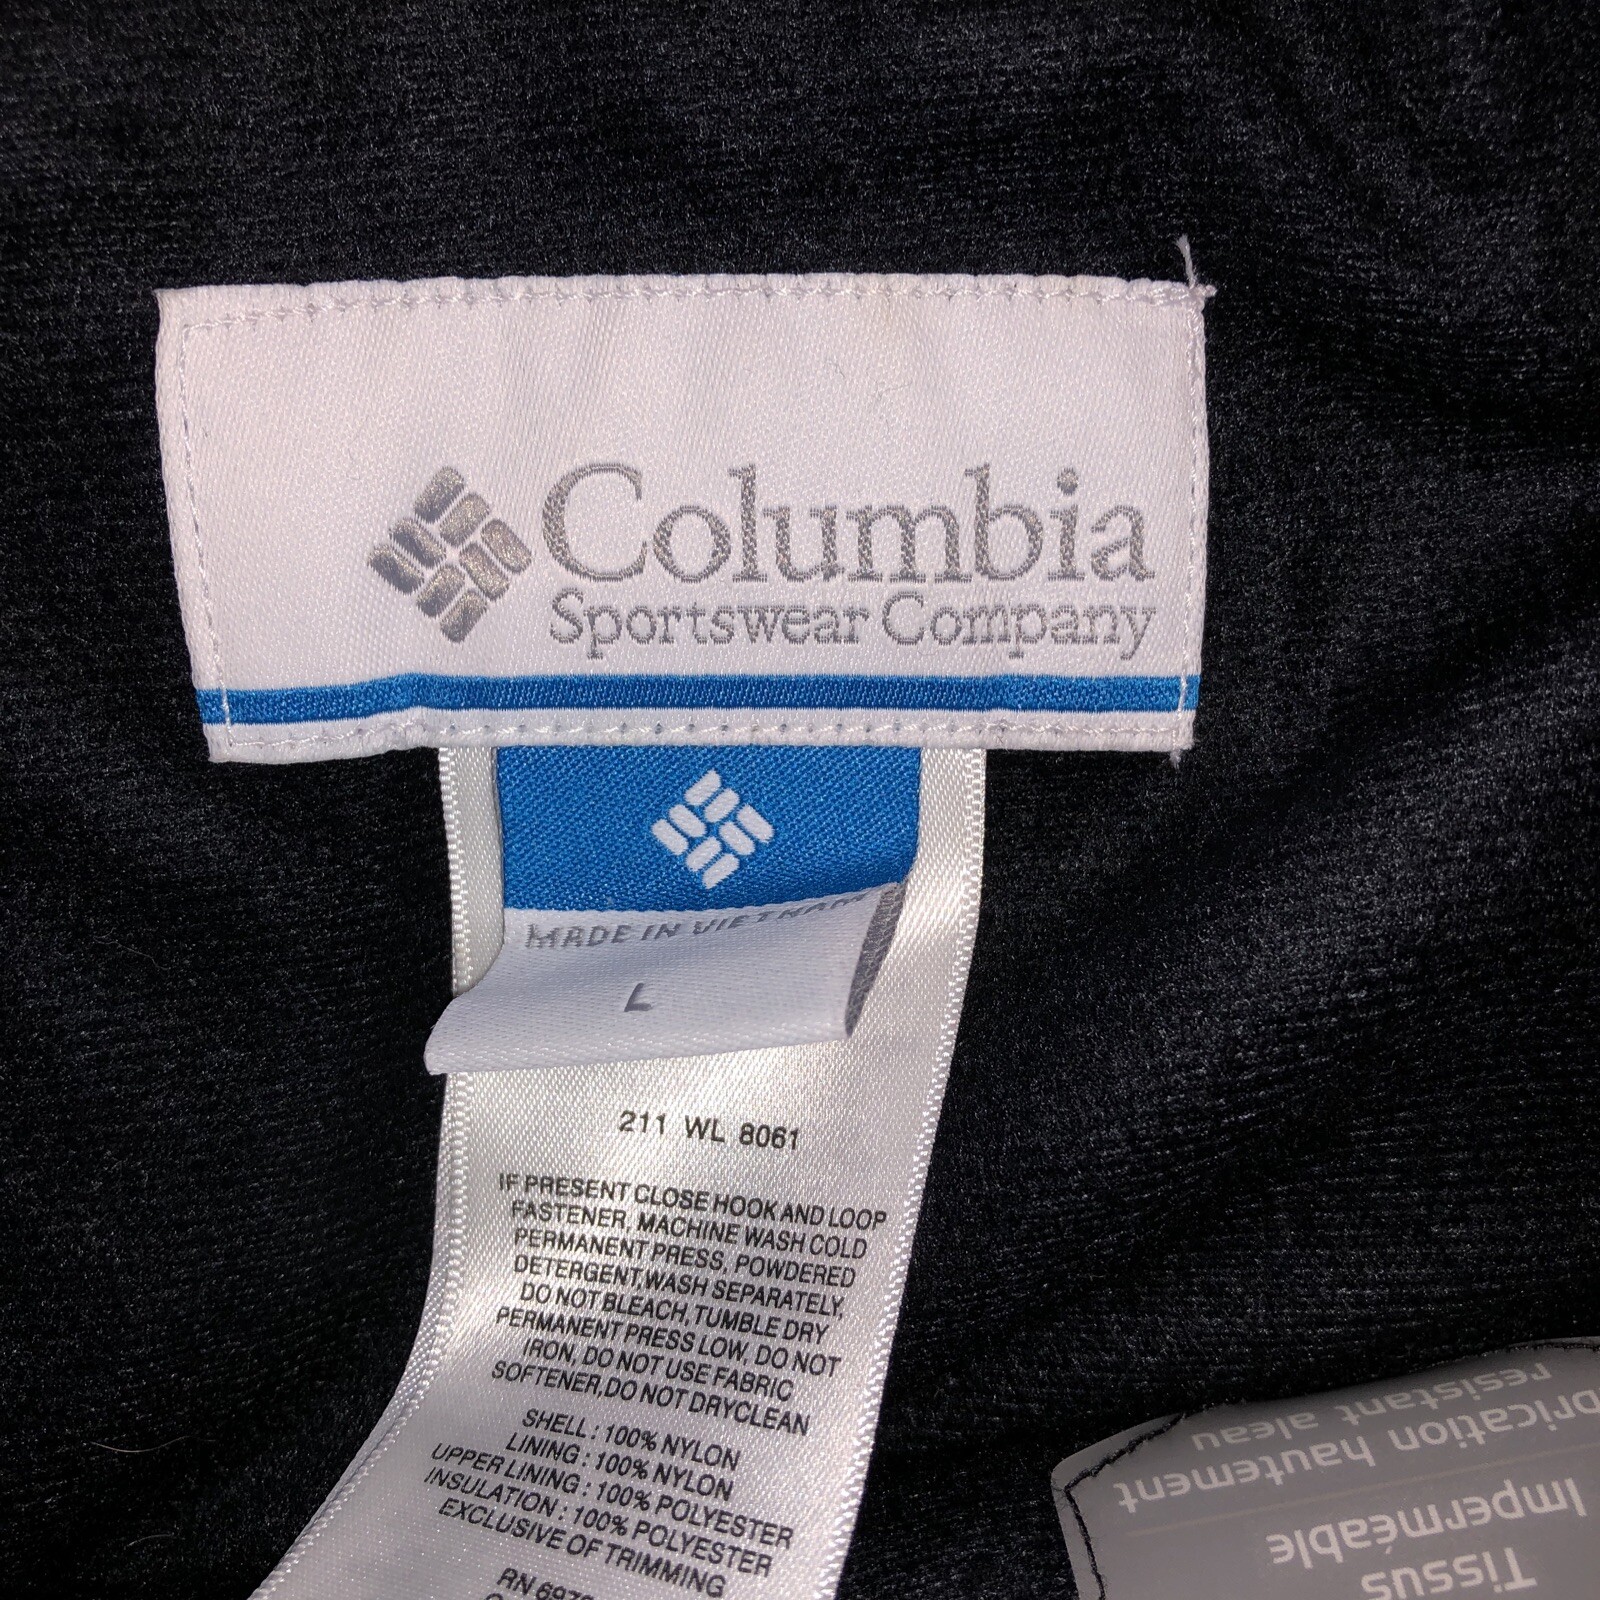 Columbia
Sportswear Company
MADE IN VIETNAM
L
211 WL 8061
IF PRESENT CLOSE HOOK AND LOOP
FASTENER, MACHINE WASH COLD
PERMANENT PRESS, POWDERED
DETERGENT,WASH SEPARATELY,
DO NOT BLEACH,TUMBLE DRY
PERMANENT PRESS LOW, DO NOT
IRON, DO NOT USE FABRIC
SOFTENER,DO NOT DRYCLEAN
SHELL : 100% NYLON
LINING : 100% NYLON
UPPER LINING : 100% POLYESTER
INSULATION : 100% POLYESTER
EXCLUSIVE OF TRIMMING
RN
Tissus
Imperméable
hautement
resistant aleau